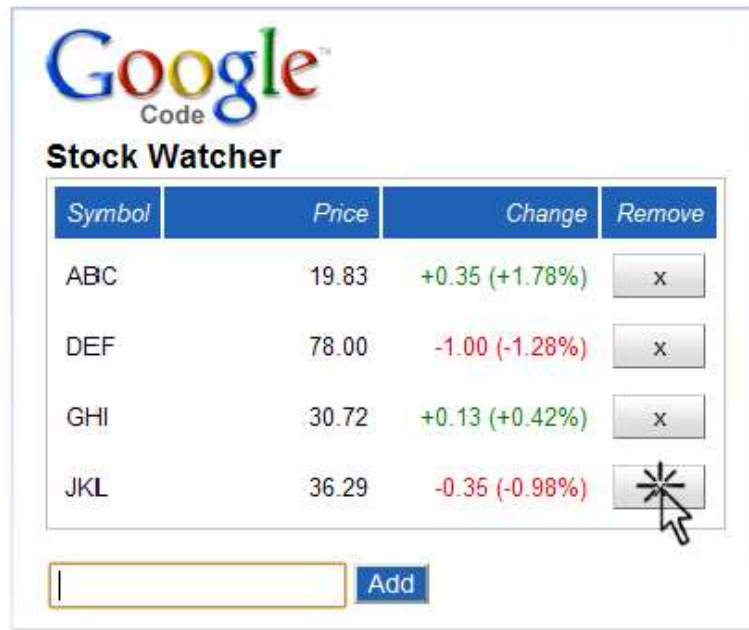 Google™
Code
Stock Watcher
Symbol Price Change Remove
ABC 19.83 +0.35 (+1.78%) x
DEF 78.00 -1.00 (-1.28%) x
GHI 30.72 +0.13 (+0.42%) x
JKL 36.29 -0.35 (-0.98%)
Add